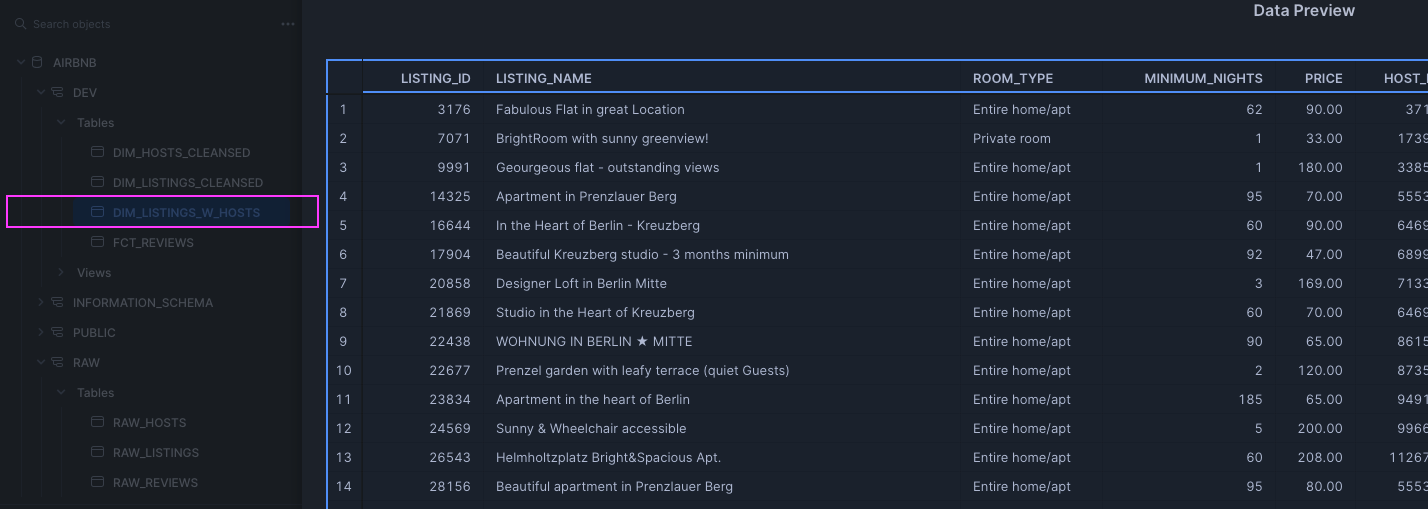 Search objects
AIRBNB
DEV
Tables
DIM_HOSTS_CLEANSED
DIM_LISTINGS_CLEANSED
DIM_LISTINGS_W_HOSTS
FCT_REVIEWS
Views
INFORMATION_SCHEMA
PUBLIC
RAW
Tables
RAW_HOSTS
RAW_LISTINGS
RAW_REVIEWS
Data Preview
LISTING_ID LISTING_NAME ROOM_TYPE MINIMUM_NIGHTS PRICE HOST_
1 3176 Fabulous Flat in great Location Entire home/apt 62 90.00 371
2 7071 BrightRoom with sunny greenview! Private room 1 33.00 1739
3 9991 Geourgeous flat - outstanding views Entire home/apt 1 180.00 3385
4 14325 Apartment in Prenzlauer Berg Entire home/apt 95 70.00 5553
5 16644 In the Heart of Berlin - Kreuzberg Entire home/apt 60 90.00 6469
6 17904 Beautiful Kreuzberg studio - 3 months minimum Entire home/apt 92 47.00 6899
7 20858 Designer Loft in Berlin Mitte Entire home/apt 3 169.00 7133
8 21869 Studio in the Heart of Kreuzberg Entire home/apt 60 70.00 6469
9 22438 WOHNUNG IN BERLIN ★ MITTE Entire home/apt 90 65.00 8615
10 22677 Prenzel garden with leafy terrace (quiet Guests) Entire home/apt 2 120.00 8735
11 23834 Apartment in the heart of Berlin Entire home/apt 185 65.00 9491
12 24569 Sunny & Wheelchair accessible Entire home/apt 5 200.00 9966
13 26543 Helmholtzplatz Bright&Spacious Apt. Entire home/apt 60 208.00 11267
14 28156 Beautiful apartment in Prenzlauer Berg Entire home/apt 95 80.00 5553